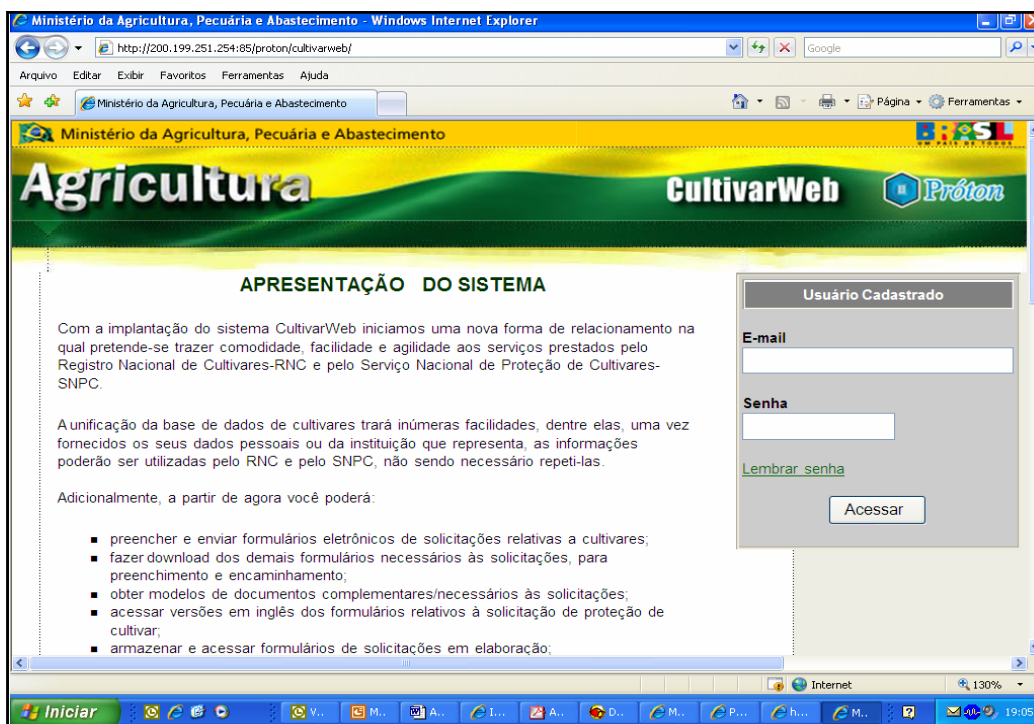 Ministério da Agricultura, Pecuária e Abastecimento - Windows Internet Explorer
http://200.199.251.254:85/proton/cultivarweb/
Google
Arquivo Editar Exibir Favoritos Ferramentas Ajuda
Ministério da Agricultura, Pecuária e Abastecimento
Página
Ferramentas
Ministério da Agricultura, Pecuária e Abastecimento
BRASIL
UM PAÍS DE TODOS
Agricultura
CultivarWeb
Próton
APRESENTAÇÃO DO SISTEMA
Com a implantação do sistema CultivarWeb iniciamos uma nova forma de relacionamento na
qual pretende-se trazer comodidade, facilidade e agilidade aos serviços prestados pelo
Registro Nacional de Cultivares-RNC e pelo Serviço Nacional de Proteção de Cultivares-
SNPC.
A unificação da base de dados de cultivares trará inúmeras facilidades, dentre elas, uma vez
fornecidos os seus dados pessoais ou da instituição que representa, as informações
poderão ser utilizadas pelo RNC e pelo SNPC, não sendo necessário repeti-las.
Adicionalmente, a partir de agora você poderá:
preencher e enviar formulários eletrônicos de solicitações relativas a cultivares;
fazer download dos demais formulários necessários às solicitações, para
preenchimento e encaminhamento;
obter modelos de documentos complementares/necessários às solicitações;
acessar versões em inglês dos formulários relativos à solicitação de proteção de
cultivar;
armazenar e acessar formulários de solicitações em elaboração;
Usuário Cadastrado
E-mail
Senha
Lembrar senha
Acessar
Internet
130%
Iniciar
V...
M...
A...
I...
A...
D...
M...
P...
h...
M...
19:05